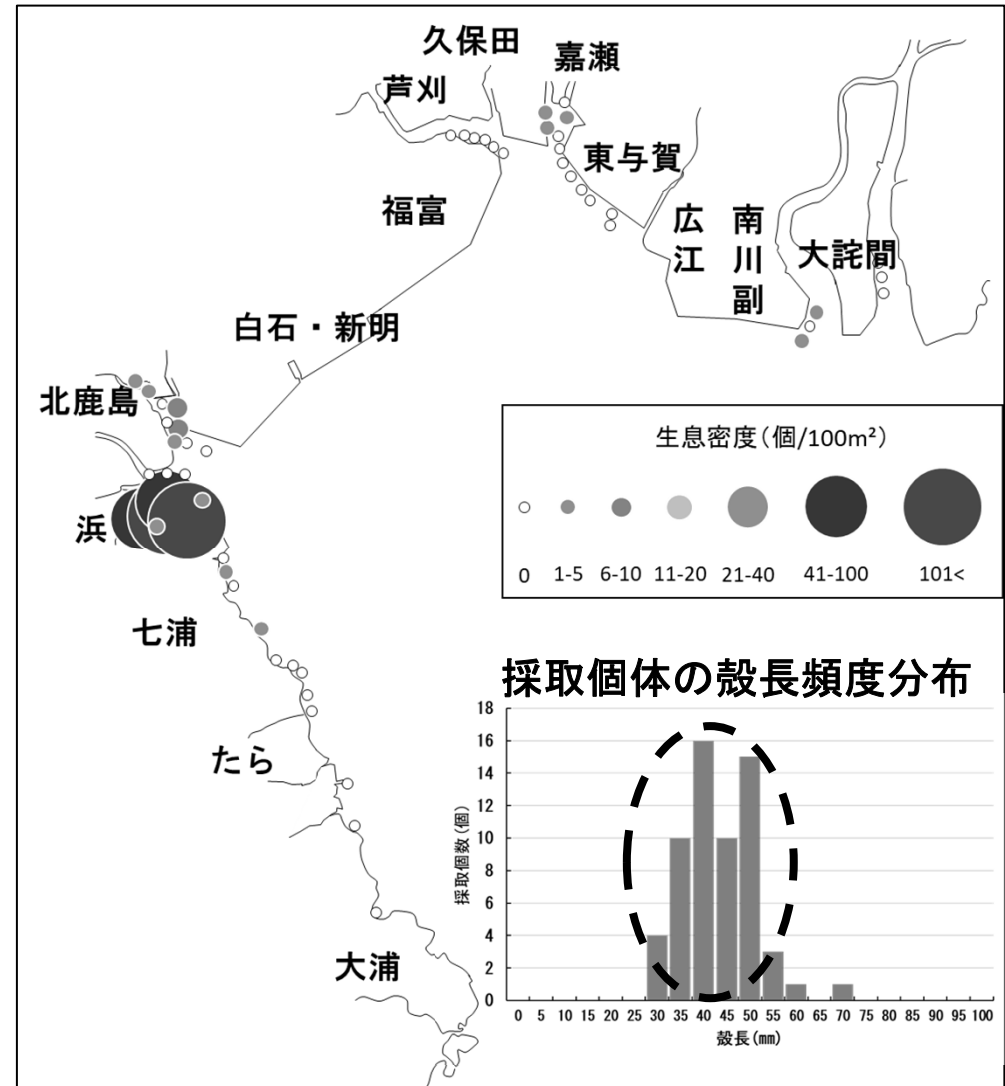 久保田
嘉瀬
芦刈
東与賀
福富
広江
南川副
大詫間
白石・新明
北鹿島
浜
七浦
たら
大浦
生息密度(個/100m²)
0 1-5 6-10 11-20 21-40 41-100 101<
採取個体の殻長頻度分布
18
16
14
12
10
8
6
4
2
0
採取個数(個)
0 5 10 15 20 25 30 35 40 45 50 55 60 65 70 75 80 85 90 95 100
殻長(㎜)